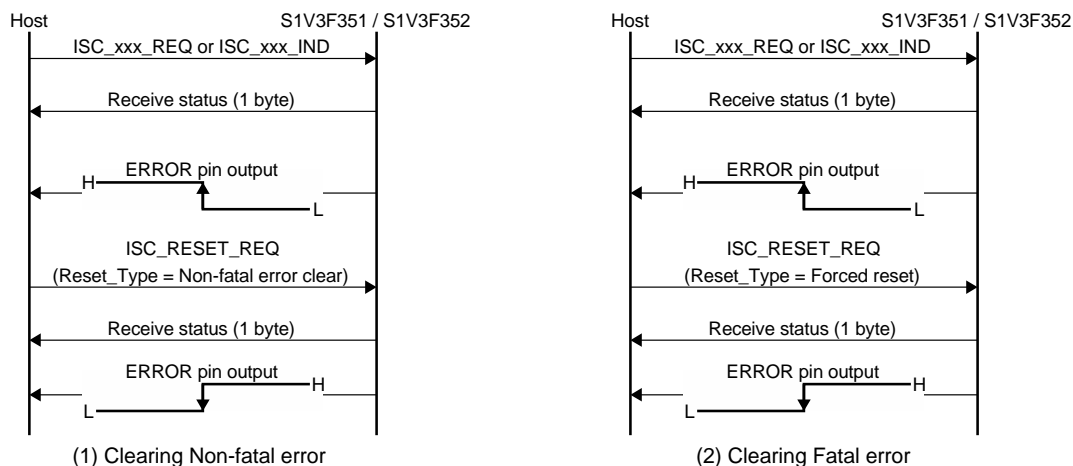 Host
S1V3F351 / S1V3F352
ISC_xxx_REQ or ISC_xxx_IND
Receive status (1 byte)
ERROR pin output
H
L
ISC_RESET_REQ
(Reset_Type = Non-fatal error clear)
Receive status (1 byte)
ERROR pin output
H
L
(1) Clearing Non-fatal error
Host
S1V3F351 / S1V3F352
ISC_xxx_REQ or ISC_xxx_IND
Receive status (1 byte)
ERROR pin output
H
L
ISC_RESET_REQ
(Reset_Type = Forced reset)
Receive status (1 byte)
ERROR pin output
H
L
(2) Clearing Fatal error